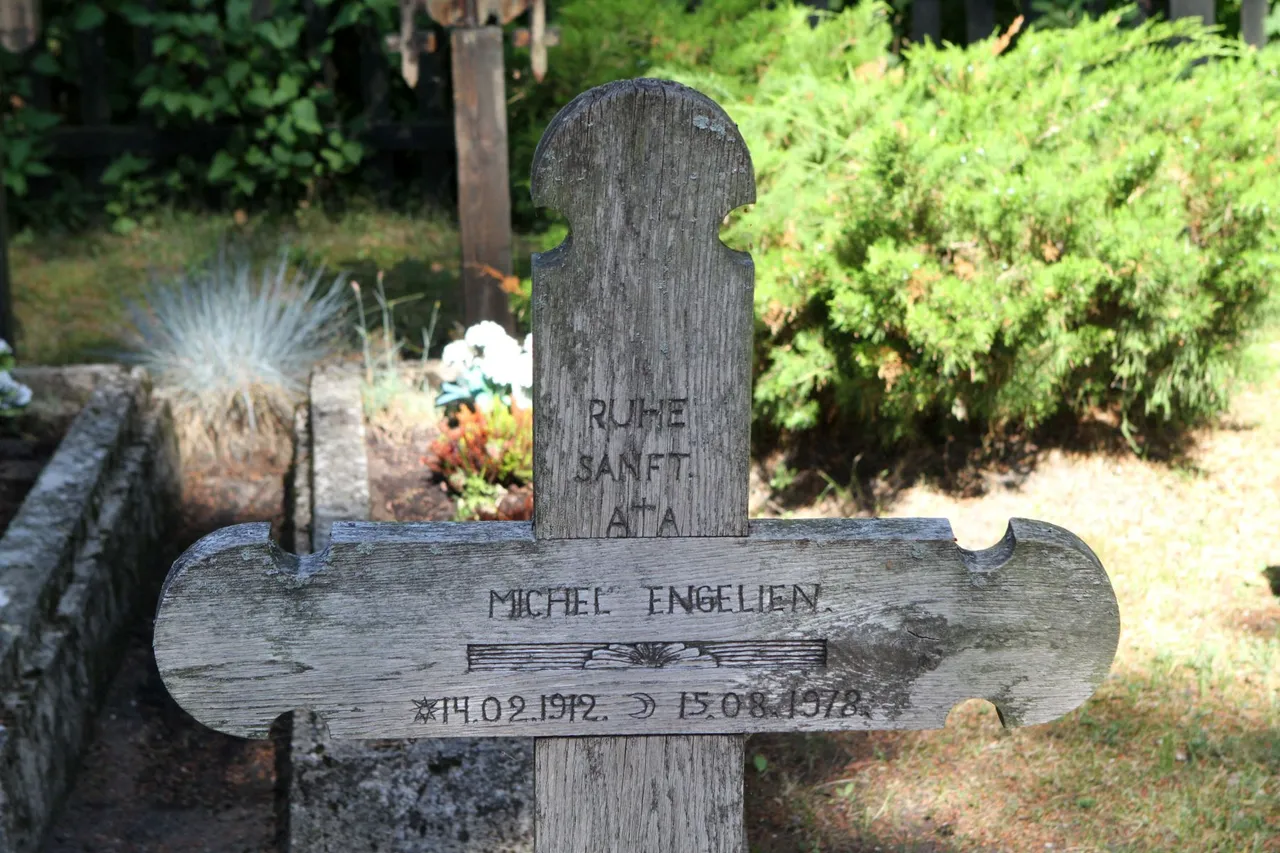 RUHE
SANFT.
A†A
MICHEL ENGELIEN.
✶14.02.1912. ☽ 15.08.1978.